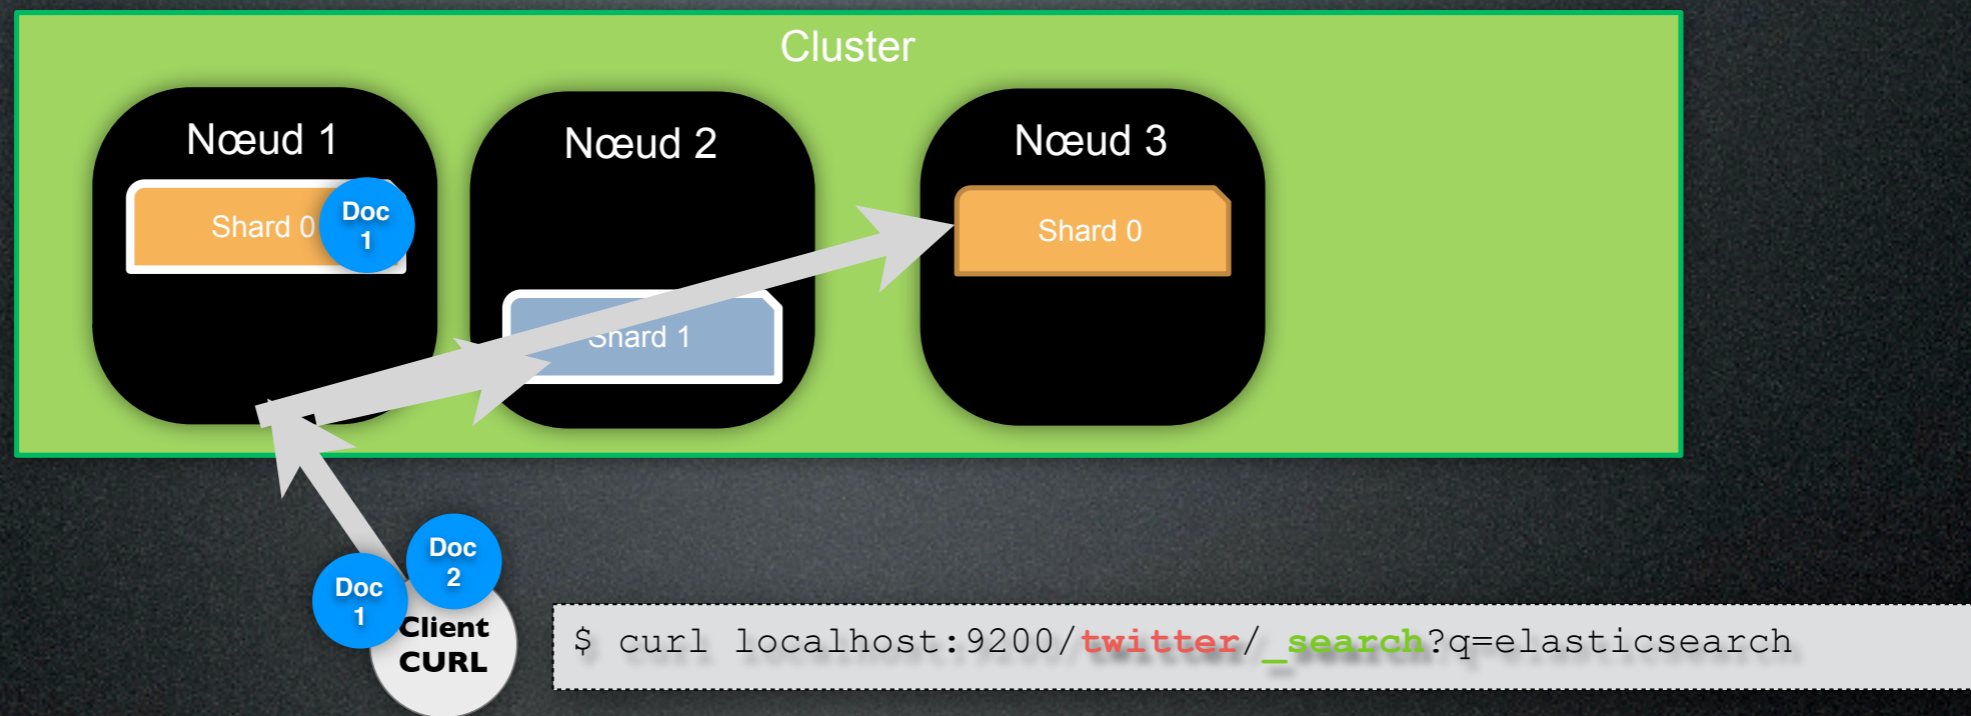 Cluster
Nœud 1
Nœud 2
Nœud 3
Shard 0
Doc
1
Shard 0
Shard 1
Doc
2
Doc
1
Client
CURL
$ curl localhost:9200/twitter/_search?q=elasticsearch